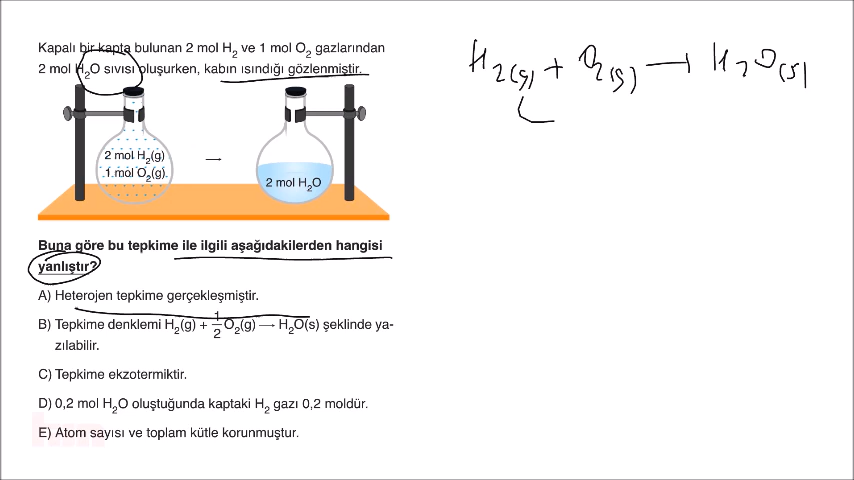 Kapalı bir kapta bulunan 2 mol H₂ ve 1 mol O₂ gazlarından
2 mol H₂O sıvısı oluşurken, kabın ısındığı gözlenmiştir.
2 mol H₂(g)
1 mol O₂(g)
→
2 mol H₂O
Buna göre bu tepkime ile ilgili aşağıdakilerden hangisi
yanlıştır?
A) Heterojen tepkime gerçekleşmiştir.
B) Tepkime denklemi H₂(g) + 1/2 O₂(g) → H₂O(s) şeklinde ya-
zılabilir.
C) Tepkime ekzotermiktir.
D) 0,2 mol H₂O oluştuğunda kaptaki H₂ gazı 0,2 moldür.
E) Atom sayısı ve toplam kütle korunmuştur.
H₂(g) + O₂(g) → H₂O(s)